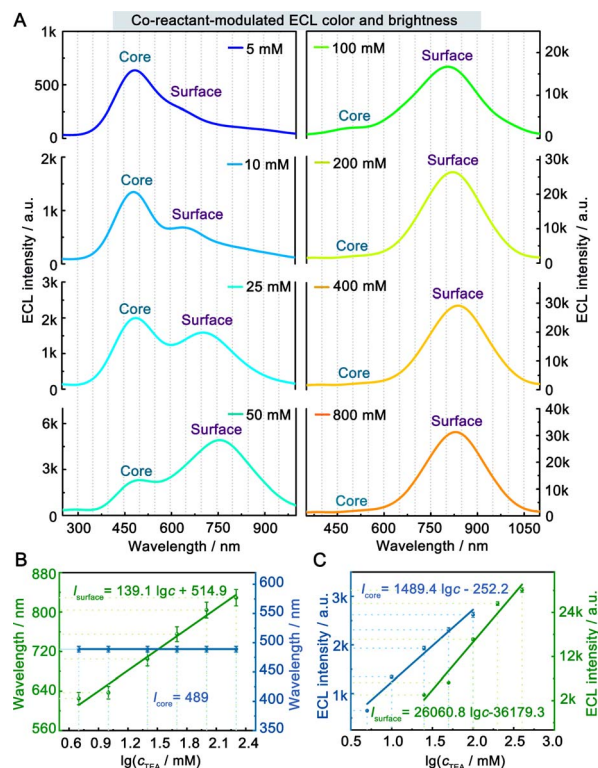 Co-reactant-modulated ECL color and brightness
A
ECL intensity / a.u.
1k
500
0
5 mM
Core
Surface
2k
1k
0
10 mM
Core
Surface
3k
2k
1k
0
25 mM
Core
Surface
6k
3k
0
50 mM
Core
Surface
300 450 600 750 900
Wavelength / nm
100 mM
Core
Surface
20k
10k
0
200 mM
Core
Surface
30k
20k
10k
0
400 mM
Core
Surface
30k
20k
10k
0
800 mM
Core
Surface
40k
30k
20k
10k
0
450 600 750 900 1050
Wavelength / nm
ECL intensity / a.u.
B
Wavelength / nm
880
800
720
640
560
I surface = 139.1 lgc + 514.9
I core = 489
600
550
500
450
400
350
Wavelength / nm
0.6 0.9 1.2 1.5 1.8 2.1 2.4
lg(c TEA / mM)
C
ECL intensity / a.u.
3k
2k
1k
I core = 1489.4 lgc - 252.2
I surface = 26060.8 lgc-36179.3
24k
12k
2k
ECL intensity / a.u.
0.5 1.0 1.5 2.0 2.5 3.0
lg(c TEA / mM)